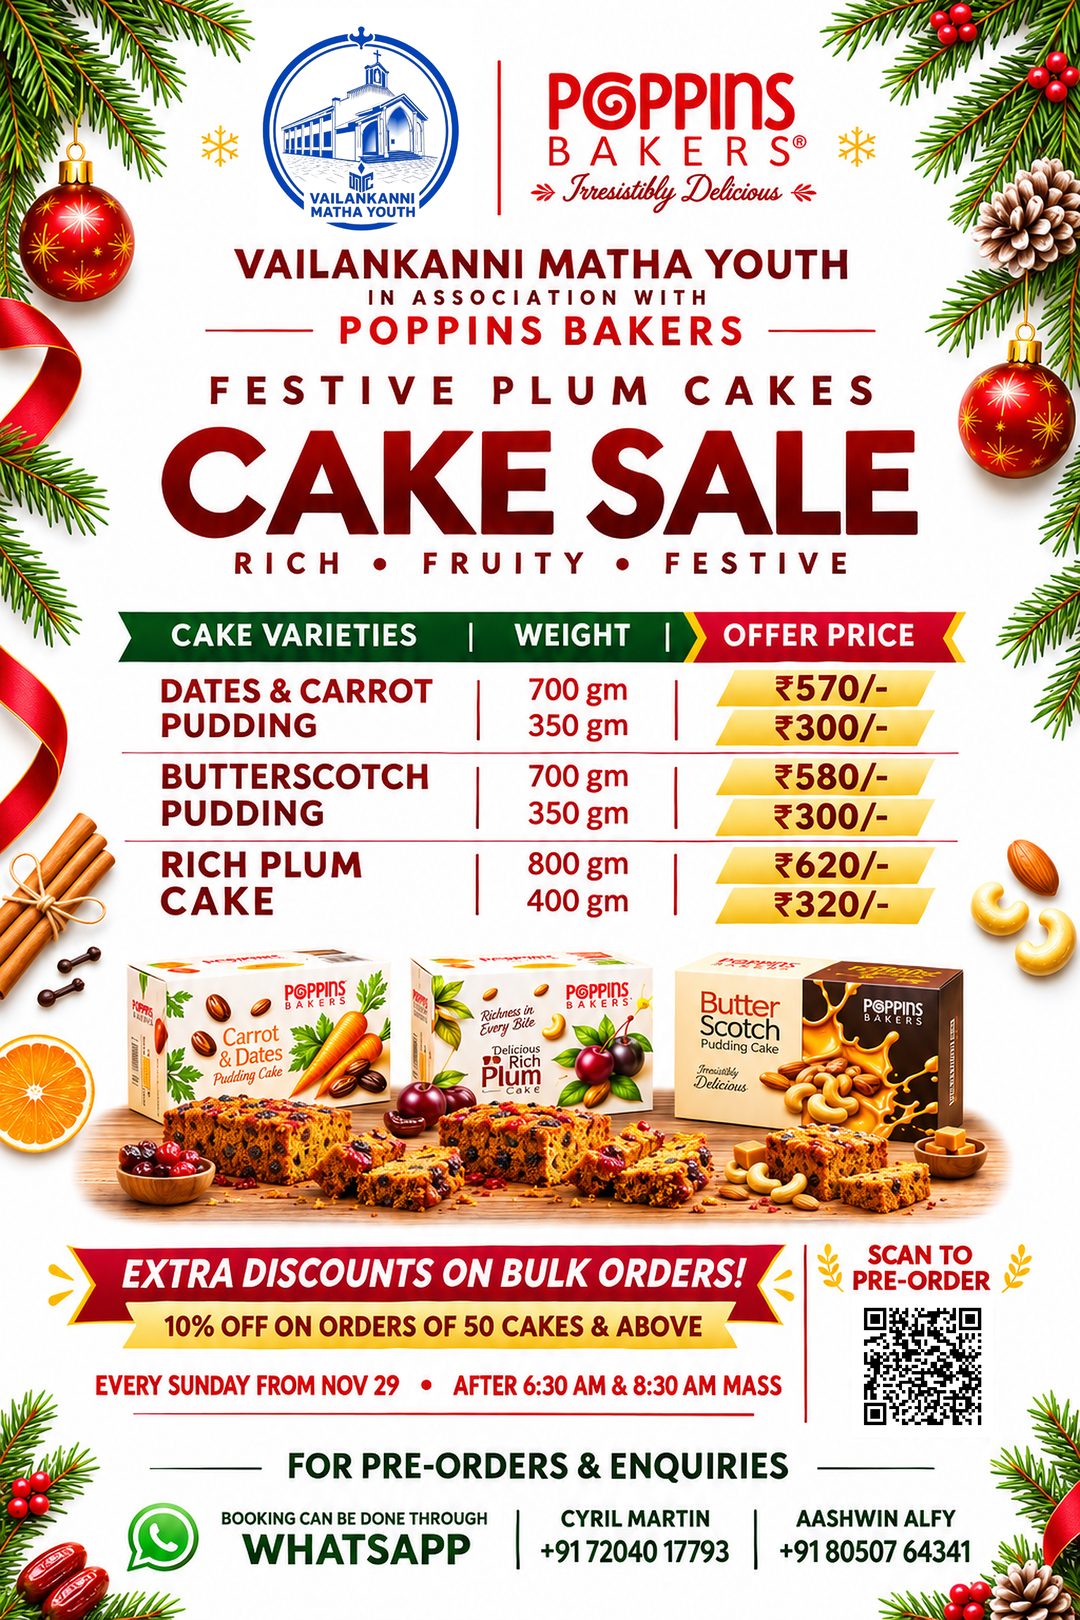 VAILANKANNI
MATHA YOUTH
POPPINS
BAKERS®
Irresistibly Delicious
VAILANKANNI MATHA YOUTH
IN ASSOCIATION WITH
POPPINS BAKERS
FESTIVE PLUM CAKES
CAKE SALE
RICH • FRUITY • FESTIVE
CAKE VARIETIES | WEIGHT | OFFER PRICE
DATES & CARROT PUDDING
700 gm ₹570/-
350 gm ₹300/-
BUTTERSCOTCH PUDDING
700 gm ₹580/-
350 gm ₹300/-
RICH PLUM CAKE
800 gm ₹620/-
400 gm ₹320/-
POPPINS
BAKERS
Carrot
& Dates
Pudding Cake
Richness in
Every Bite
POPPINS
BAKERS
Delicious
Rich
Plum
Cake
Butter
Scotch
Pudding Cake
Irresistibly
Delicious
POPPINS
BAKERS
EXTRA DISCOUNTS ON BULK ORDERS!
10% OFF ON ORDERS OF 50 CAKES & ABOVE
EVERY SUNDAY FROM NOV 29 • AFTER 6:30 AM & 8:30 AM MASS
SCAN TO
PRE-ORDER
FOR PRE-ORDERS & ENQUIRIES
BOOKING CAN BE DONE THROUGH
WHATSAPP
CYRIL MARTIN
+91 72040 17793
AASHWIN ALFY
+91 80507 64341